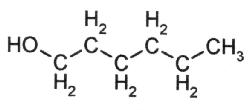 H₂ H₂
C C
HO CH₃
C C C
H₂ H₂ H₂